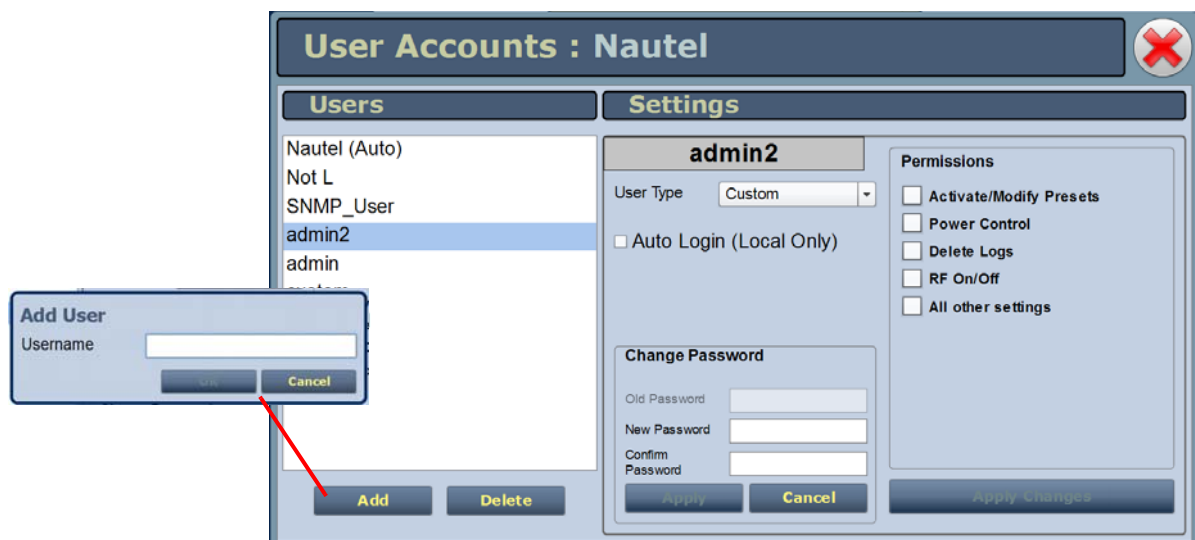 User Accounts : Nautel
Users
Settings
Nautel (Auto)
Not L
SNMP_User
admin2
admin
admin2
User Type
Custom
Auto Login (Local Only)
Permissions
Activate/Modify Presets
Power Control
Delete Logs
RF On/Off
All other settings
Add User
Username
Cancel
Change Password
Old Password
New Password
Confirm
Password
Apply
Cancel
Add
Delete
Apply Changes